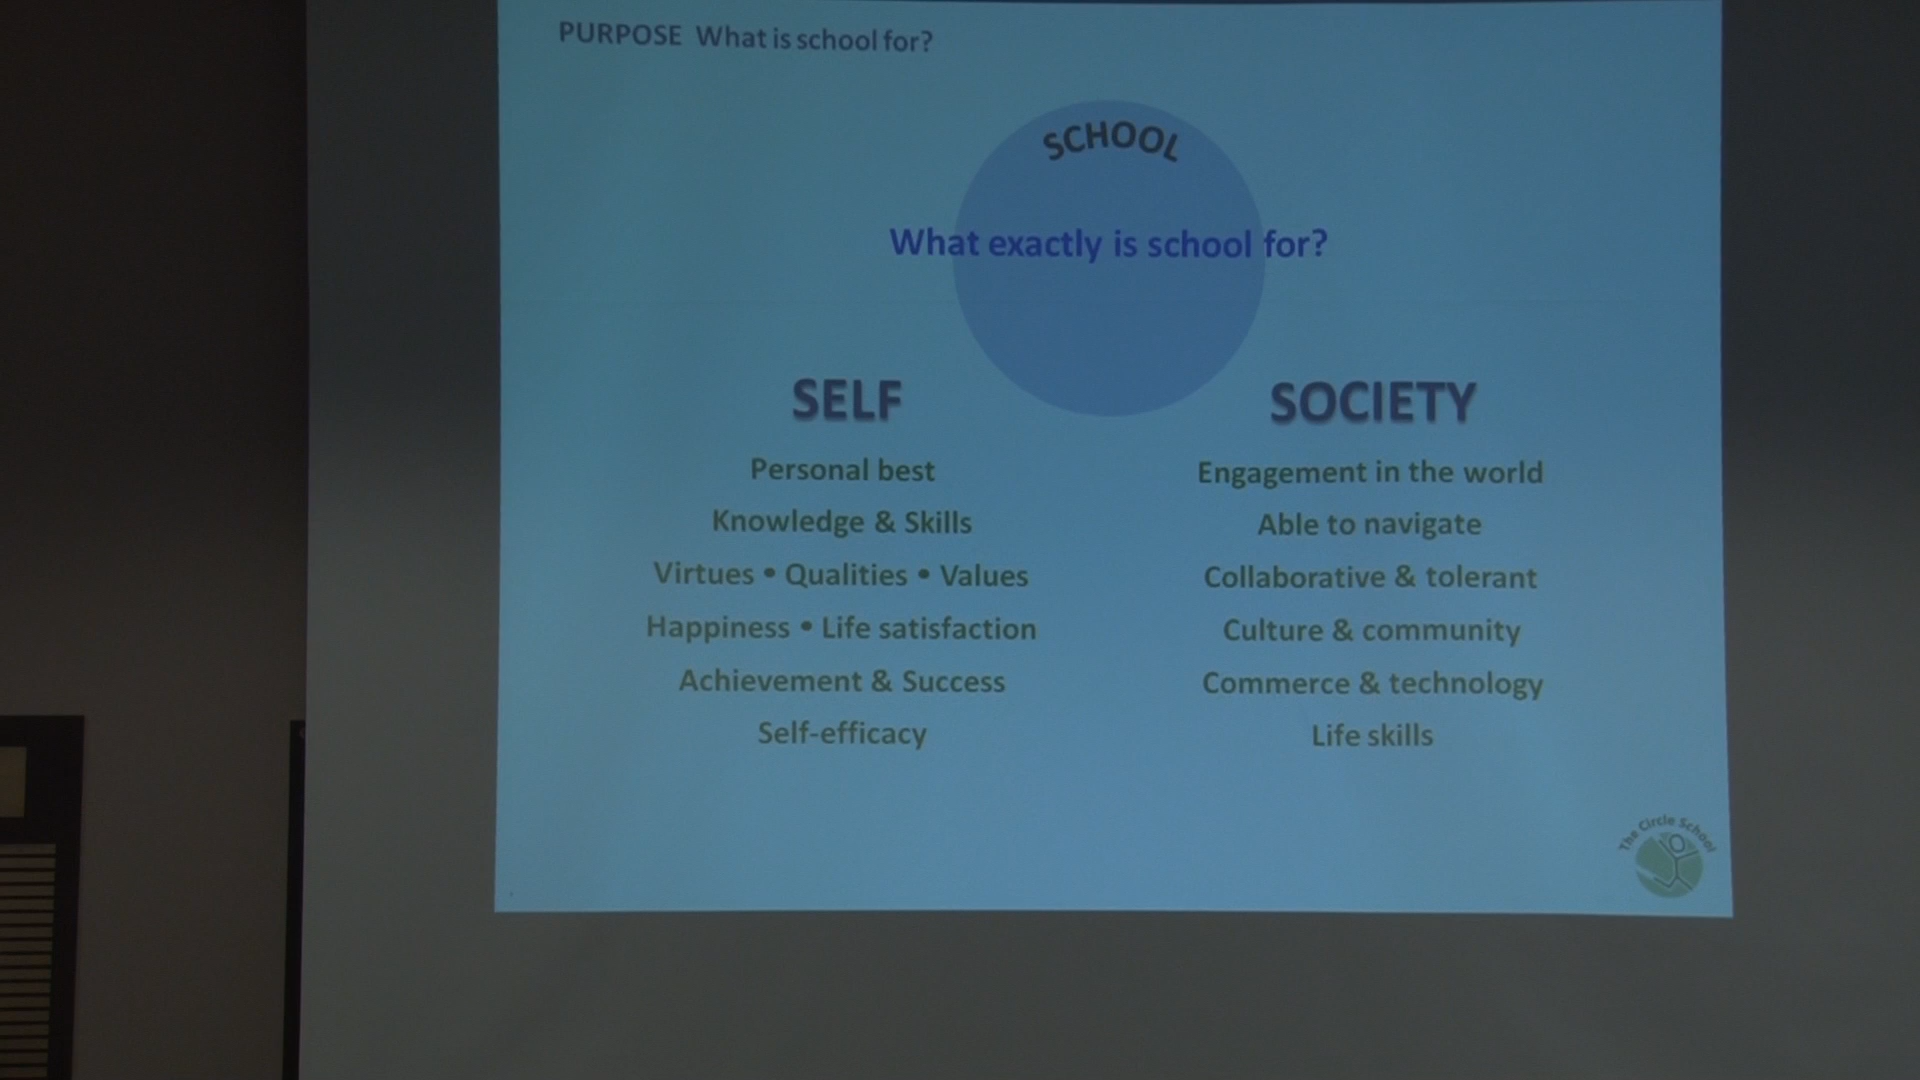 PURPOSE What is school for?
SCHOOL
What exactly is school for?
SELF
Personal best
Knowledge & Skills
Virtues • Qualities • Values
Happiness • Life satisfaction
Achievement & Success
Self-efficacy
SOCIETY
Engagement in the world
Able to navigate
Collaborative & tolerant
Culture & community
Commerce & technology
Life skills
The Circle School